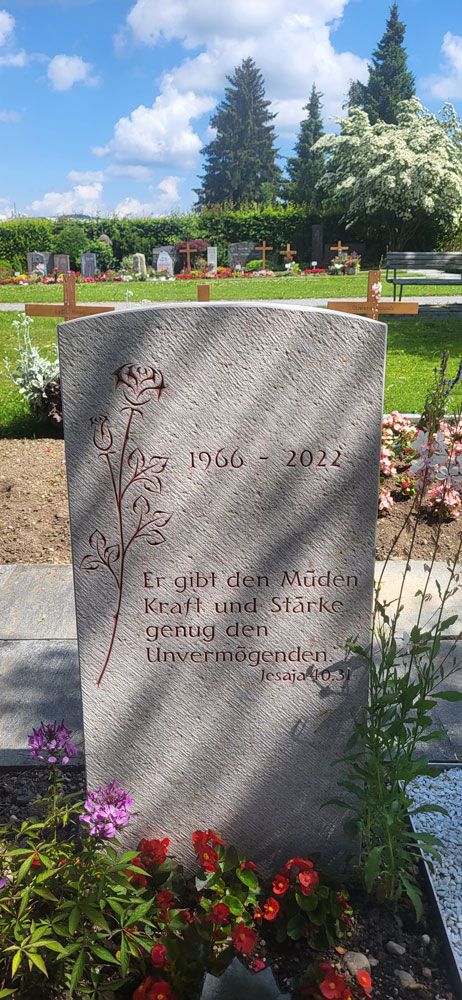 1966 - 2022
Er gibt den Müden
Kraft und Stärke
genug den
Unvermögenden.
Jesaja 40,31